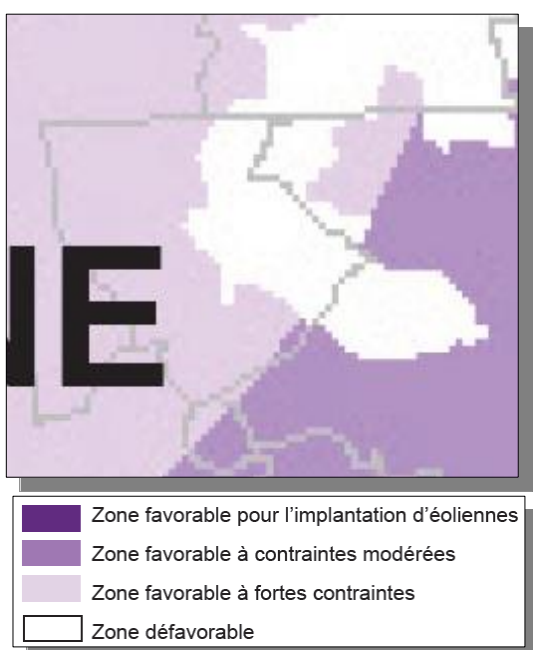 NE
Zone favorable pour l'implantation d'éoliennes
Zone favorable à contraintes modérées
Zone favorable à fortes contraintes
Zone défavorable